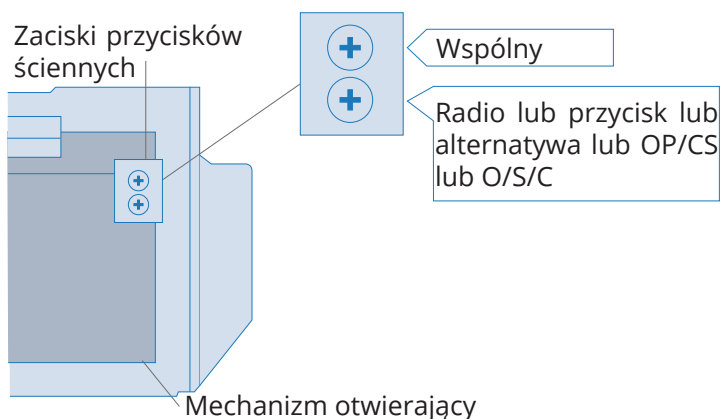 Zaciski przycisków
ściennych
Wspólny
Radio lub przycisk lub
alternatywa lub OP/CS
lub O/S/C
Mechanizm otwierający